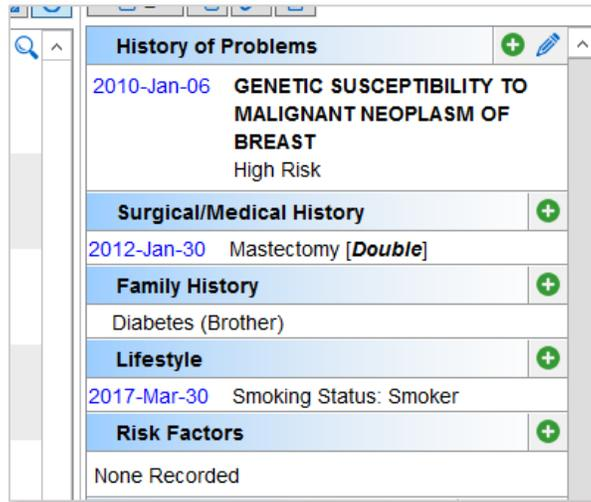 History of Problems
2010-Jan-06 GENETIC SUSCEPTIBILITY TO
MALIGNANT NEOPLASM OF
BREAST
High Risk
Surgical/Medical History
2012-Jan-30 Mastectomy [Double]
Family History
Diabetes (Brother)
Lifestyle
2017-Mar-30 Smoking Status: Smoker
Risk Factors
None Recorded